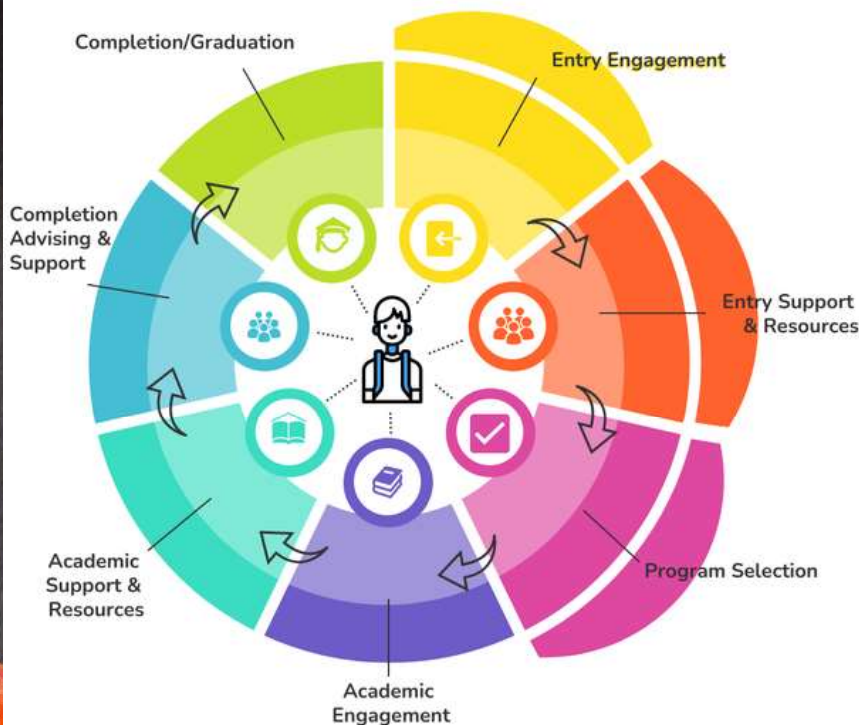 Completion/Graduation
Entry Engagement
Completion
Advising &
Support
Entry Support
& Resources
Program Selection
Academic
Support &
Resources
Academic
Engagement